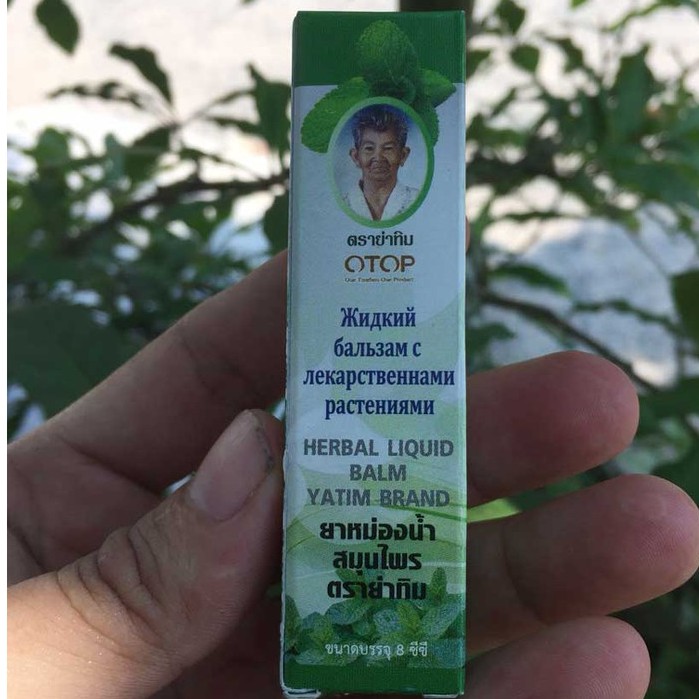 ตราย่าทิม
OTOP
One Tambon One Product
Жидкий
бальзам с
лекарственнами
растениями
HERBAL LIQUID
BALM
YATIM BRAND
ยาหม่องน้ำ
สมุนไพร
ตราย่าทิม
ขนาดบรรจุ 8 ซีซี